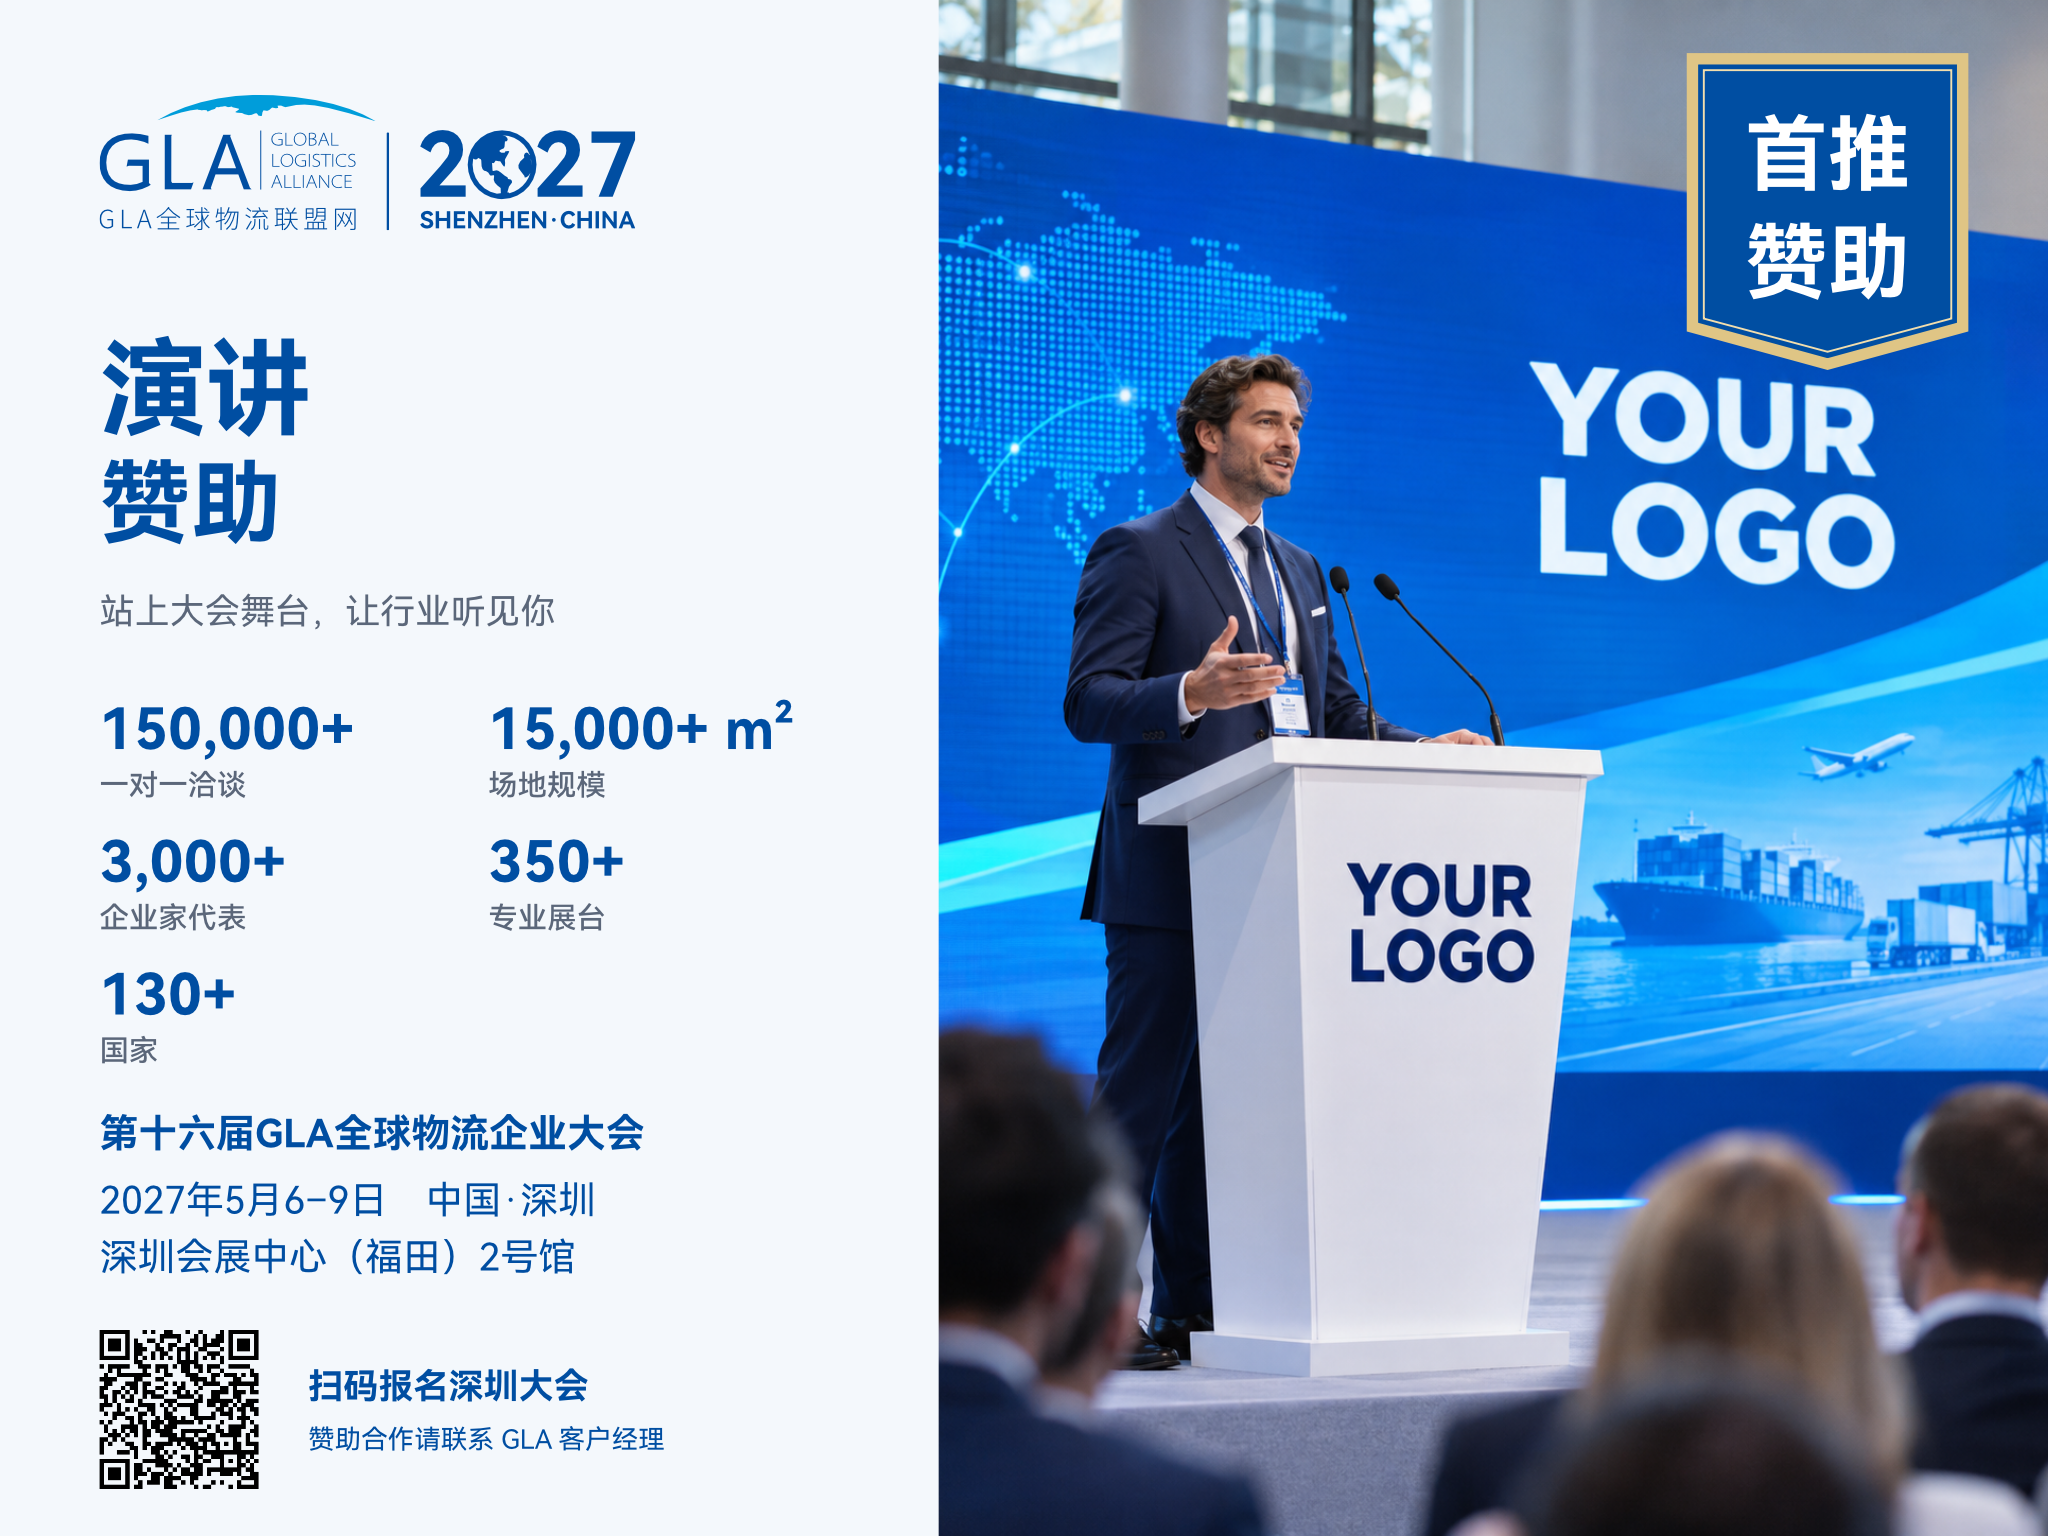 GLA
GLOBAL
LOGISTICS
ALLIANCE
GLA全球物流联盟网
2027
SHENZHEN·CHINA
演讲
赞助
站上大会舞台，让行业听见你
150,000+
一对一洽谈
15,000+ m²
场地规模
3,000+
企业家代表
350+
专业展台
130+
国家
第十六届GLA全球物流企业大会
2027年5月6–9日 中国·深圳
深圳会展中心（福田）2号馆
扫码报名深圳大会
赞助合作请联系 GLA 客户经理
首推
赞助
YOUR
LOGO
YOUR
LOGO